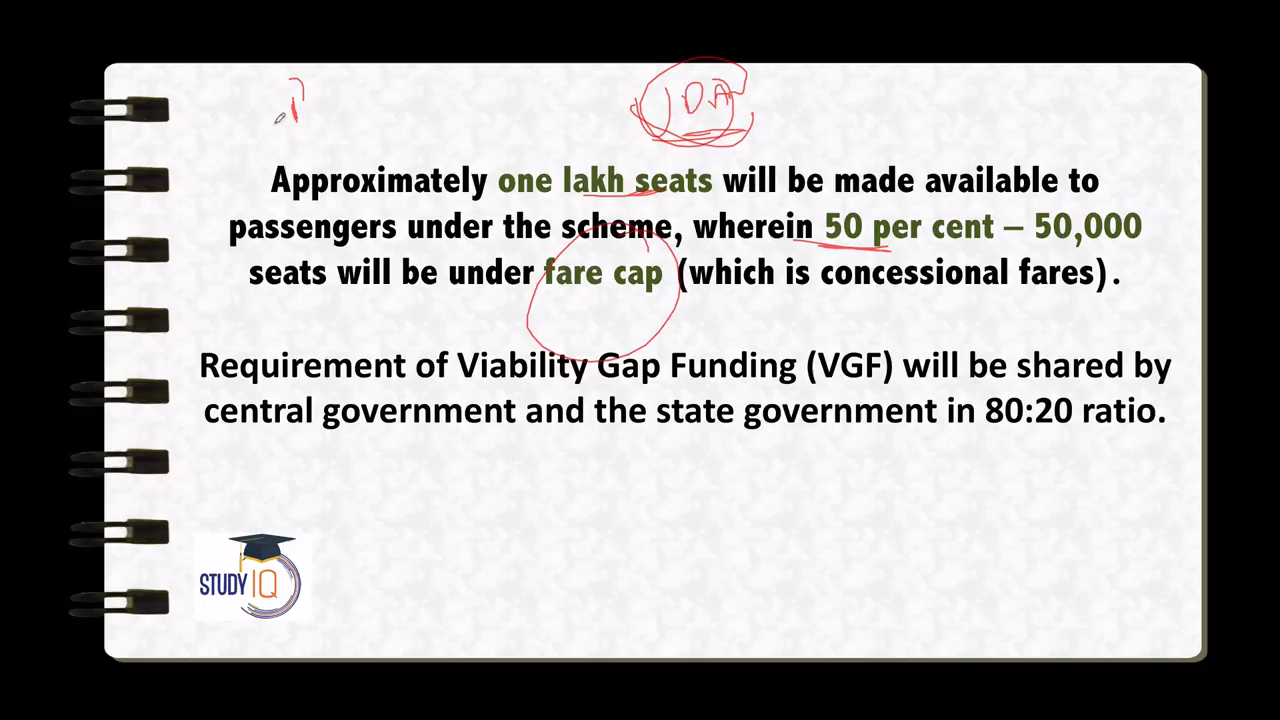 UDAN
Approximately one lakh seats will be made available to
passengers under the scheme, wherein 50 per cent – 50,000
seats will be under fare cap (which is concessional fares).
Requirement of Viability Gap Funding (VGF) will be shared by
central government and the state government in 80:20 ratio.
STUDY IQ